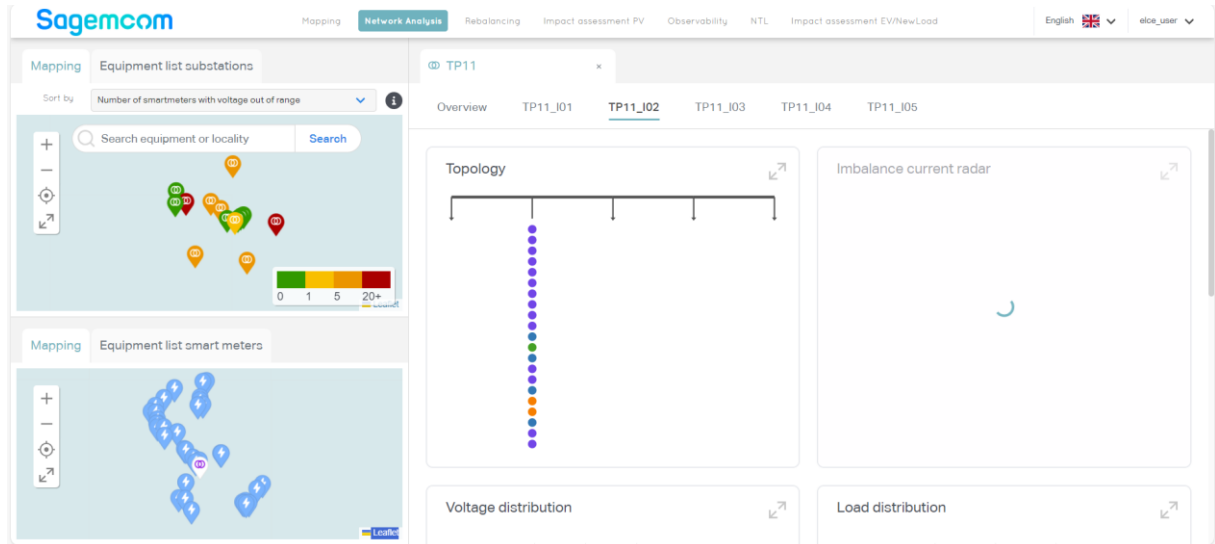 Sagemcom
Mapping Network Analysis Rebalancing Impact assessment PV Observability NTL Impact assessment EV/NewLoad English elce_user
Mapping Equipment list substations
Sort by Number of smartmeters with voltage out of range i
+ Search equipment or locality Search
−
0 1 5 20+
Leaflet
Mapping Equipment list smart meters
+
−
Leaflet
TP11 ×
Overview TP11_I01 TP11_I02 TP11_I03 TP11_I04 TP11_I05
Topology
Imbalance current radar
Voltage distribution
Load distribution